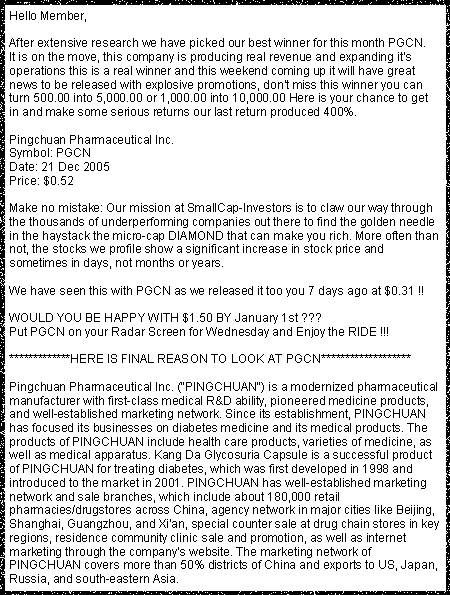 Hello Member,
After extensive research we have picked our best winner for this month PGCN.
It is on the move, this company is producing real revenue and expanding it's
operations this is a real winner and this weekend coming up it will have great
news to be released with explosive promotions, don't miss this winner you can
turn 500.00 into 5,000.00 or 1,000.00 into 10,000.00 Here is your chance to get
in and make some serious returns our last return produced 400%.
Pingchuan Pharmaceutical Inc.
Symbol: PGCN
Date: 21 Dec 2005
Price: $0.52
Make no mistake: Our mission at SmallCap-Investors is to claw our way through
the thousands of underperforming companies out there to find the golden needle
in the haystack the micro-cap DIAMOND that can make you rich. More often than
not, the stocks we profile show a significant increase in stock price and
sometimes in days, not months or years.
We have seen this with PGCN as we released it too you 7 days ago at $0.31 !!
WOULD YOU BE HAPPY WITH $1.50 BY January 1st ???
Put PGCN on your Radar Screen for Wednesday and Enjoy the RIDE !!!
*************HERE IS FINAL REASON TO LOOK AT PGCN*******************
Pingchuan Pharmaceutical Inc. ("PINGCHUAN") is a modernized pharmaceutical
manufacturer with first-class medical R&D ability, pioneered medicine products,
and well-established marketing network. Since its establishment, PINGCHUAN
has focused its businesses on diabetes medicine and its medical products. The
products of PINGCHUAN include health care products, varieties of medicine, as
well as medical apparatus. Kang Da Glycosuria Capsule is a successful product
of PINGCHUAN for treating diabetes, which was first developed in 1998 and
introduced to the market in 2001. PINGCHUAN has well-established marketing
network and sale branches, which include about 180,000 retail
pharmacies/drugstores across China, agency network in major cities like Beijing,
Shanghai, Guangzhou, and Xi'an, special counter sale at drug chain stores in key
regions, residence community clinic sale and promotion, as well as internet
marketing through the company's website. The marketing network of
PINGCHUAN covers more than 50% districts of China and exports to US, Japan,
Russia, and south-eastern Asia.